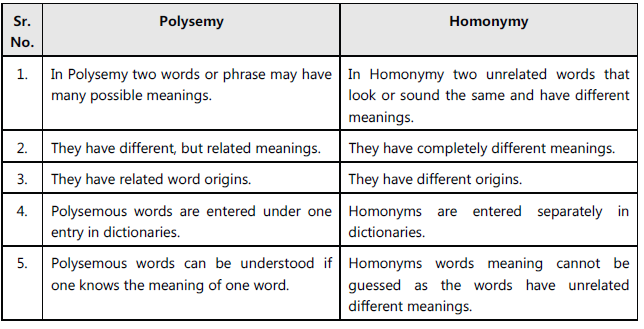 Sr. No. Polysemy Homonymy
1. In Polysemy two words or phrase may have many possible meanings. In Homonymy two unrelated words that look or sound the same and have different meanings.
2. They have different, but related meanings. They have completely different meanings.
3. They have related word origins. They have different origins.
4. Polysemous words are entered under one entry in dictionaries. Homonyms are entered separately in dictionaries.
5. Polysemous words can be understood if one knows the meaning of one word. Homonyms words meaning cannot be guessed as the words have unrelated different meanings.